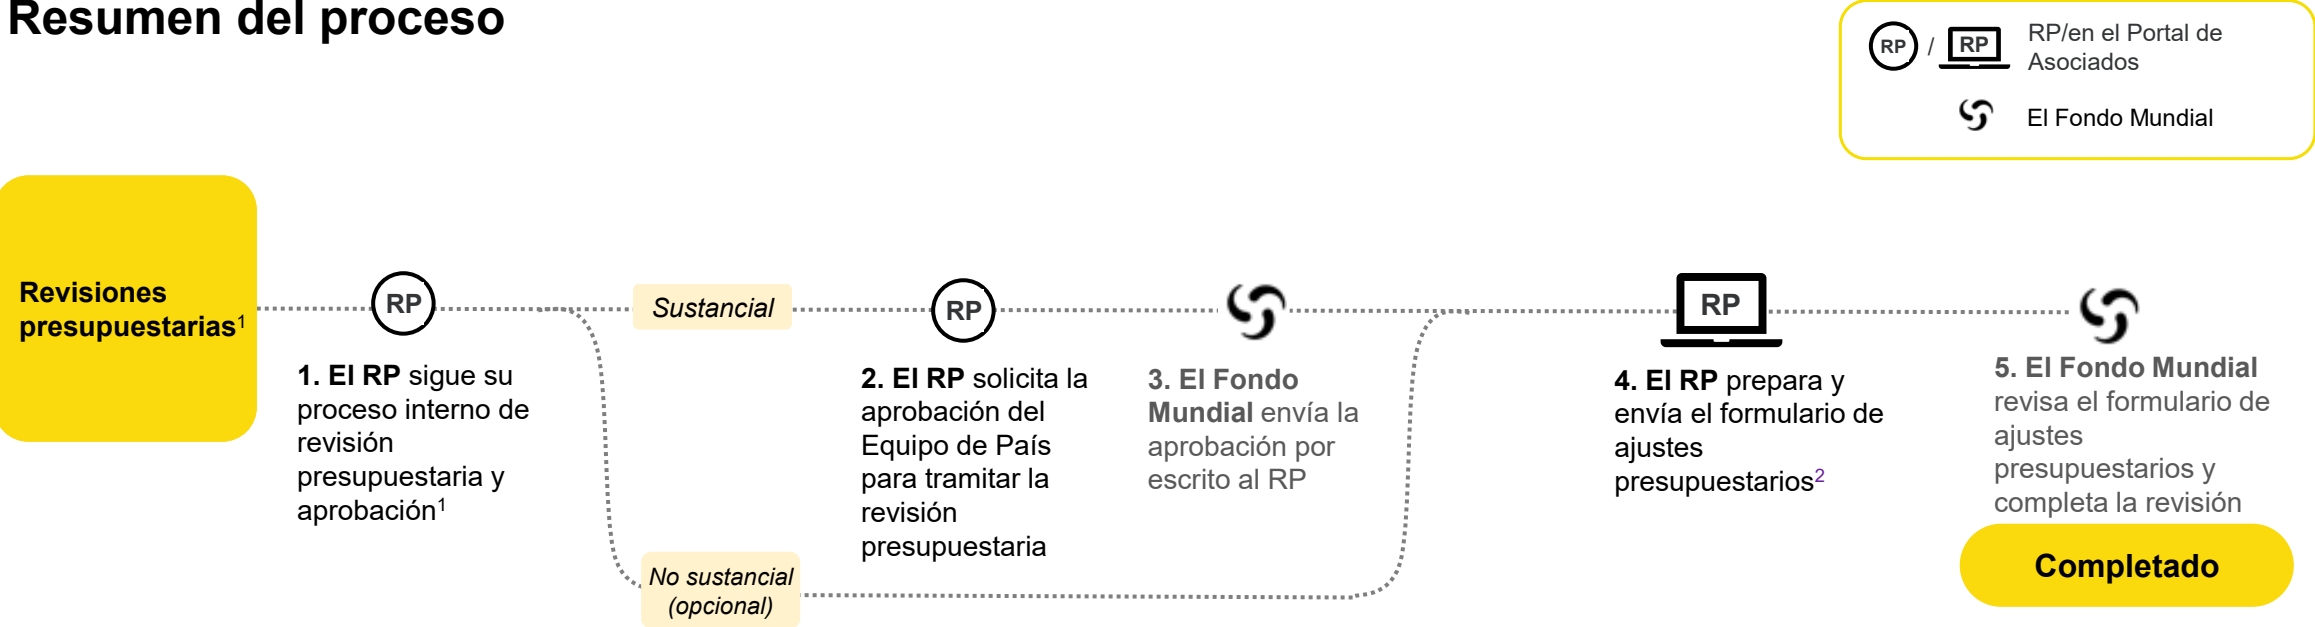 Resumen del proceso
RP / RP RP/en el Portal de
Asociados
El Fondo Mundial
Revisiones
presupuestarias1
RP
1. El RP sigue su
proceso interno de
revisión
presupuestaria y
aprobación1
Sustancial
No sustancial
(opcional)
RP
2. El RP solicita la
aprobación del
Equipo de País
para tramitar la
revisión
presupuestaria
3. El Fondo
Mundial envía la
aprobación por
escrito al RP
RP
4. El RP prepara y
envía el formulario de
ajustes
presupuestarios2
5. El Fondo Mundial
revisa el formulario de
ajustes
presupuestarios y
completa la revisión
Completado